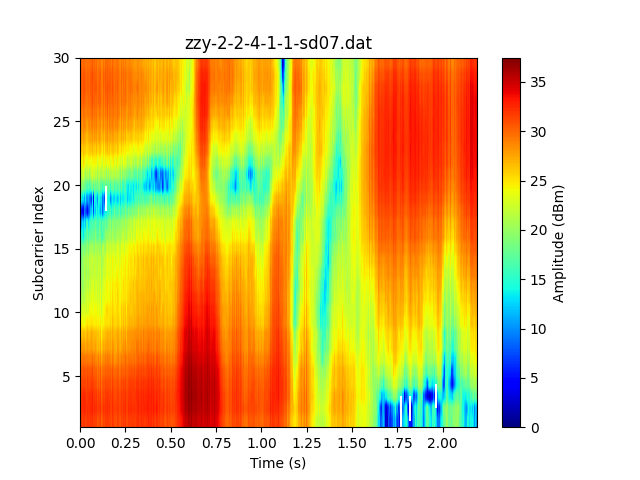 zzy-2-2-4-1-1-sd07.dat
30
25
20
15
10
5
Subcarrier Index
0.00 0.25 0.50 0.75 1.00 1.25 1.50 1.75 2.00
Time (s)
35
30
25
20
15
10
5
0
Amplitude (dBm)